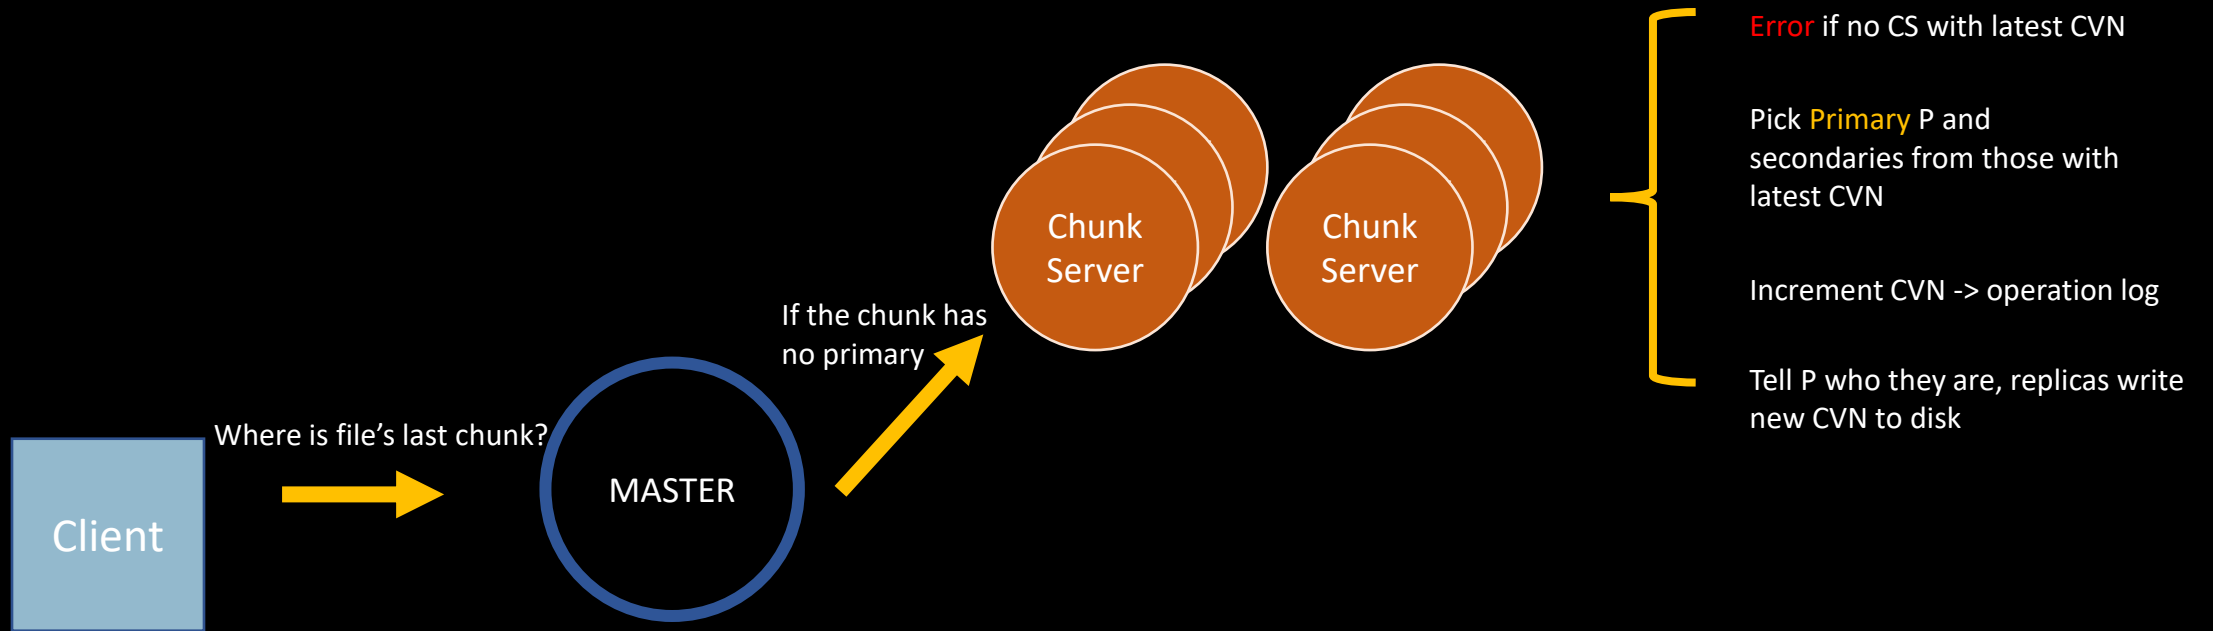 Error if no CS with latest CVN
Pick Primary P and
secondaries from those with
latest CVN
Increment CVN -> operation log
Tell P who they are, replicas write
new CVN to disk
Chunk
Server
Chunk
Server
If the chunk has
no primary
Where is file’s last chunk?
MASTER
Client